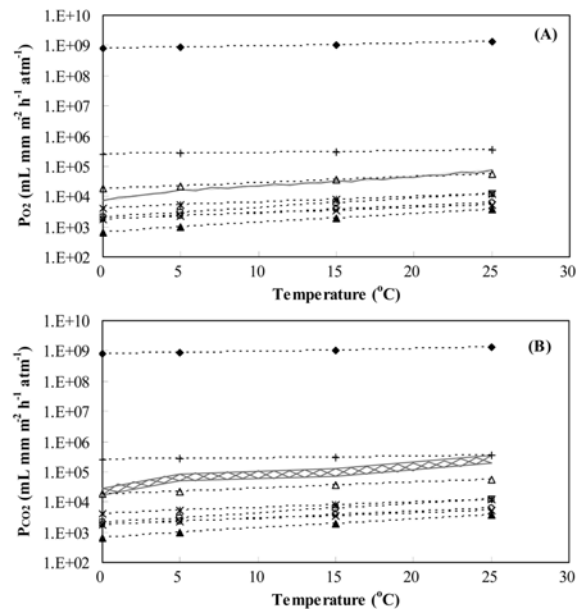 (A)
P_O2 (mL mm m^-2 h^-1 atm^-1)
1.E+10
1.E+09
1.E+08
1.E+07
1.E+06
1.E+05
1.E+04
1.E+03
1.E+02
0 5 10 15 20 25 30
Temperature (°C)
(B)
P_CO2 (mL mm m^-2 h^-1 atm^-1)
1.E+10
1.E+09
1.E+08
1.E+07
1.E+06
1.E+05
1.E+04
1.E+03
1.E+02
0 5 10 15 20 25 30
Temperature (°C)